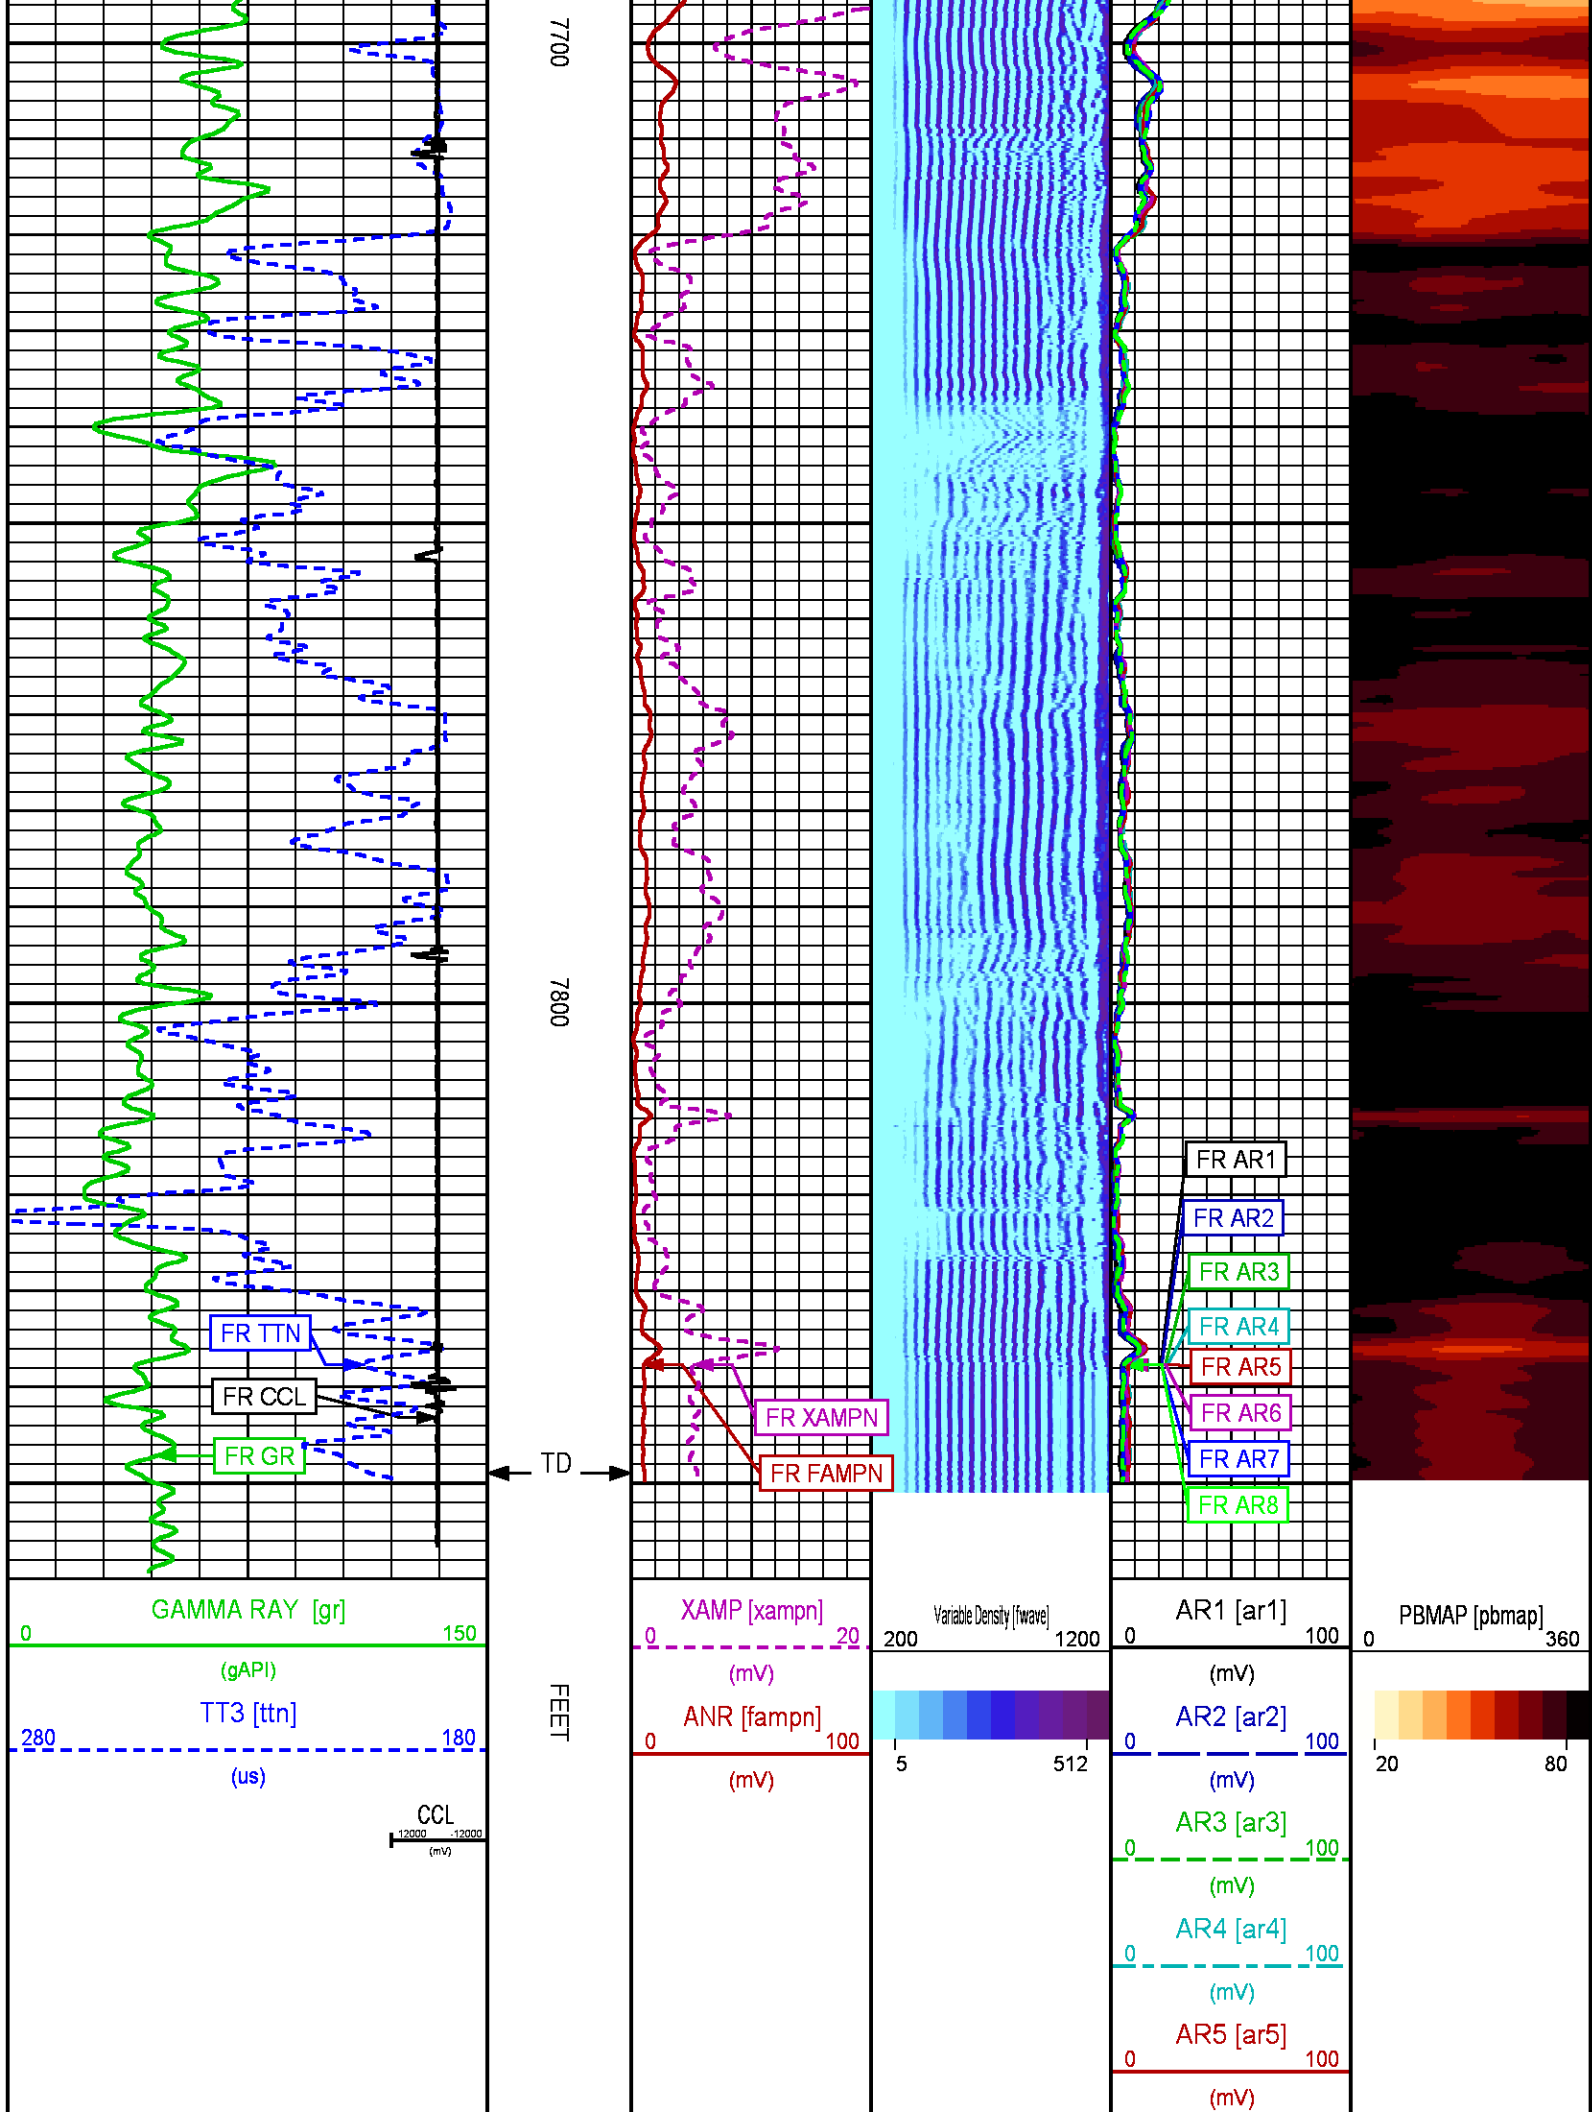 7700
7800
FR AR1
FR AR2
FR AR3
FR TTN
FR AR4
FR AR5
FR CCL
FR XAMPN
FR AR6
FR GR
TD
FR FAMPN
FR AR7
FR AR8
GAMMA RAY [gr]
0 150
(gAPI)
TT3 [ttn]
280 180
(us)
CCL
12000 -12000
(mV)
FEET
XAMP [xampn]
0 20
(mV)
ANR [fampn]
0 100
(mV)
Variable Density [fwave]
200 1200
5 512
AR1 [ar1]
0 100
(mV)
AR2 [ar2]
0 100
(mV)
AR3 [ar3]
0 100
(mV)
AR4 [ar4]
0 100
(mV)
AR5 [ar5]
0 100
(mV)
PBMAP [pbmap]
0 360
20 80